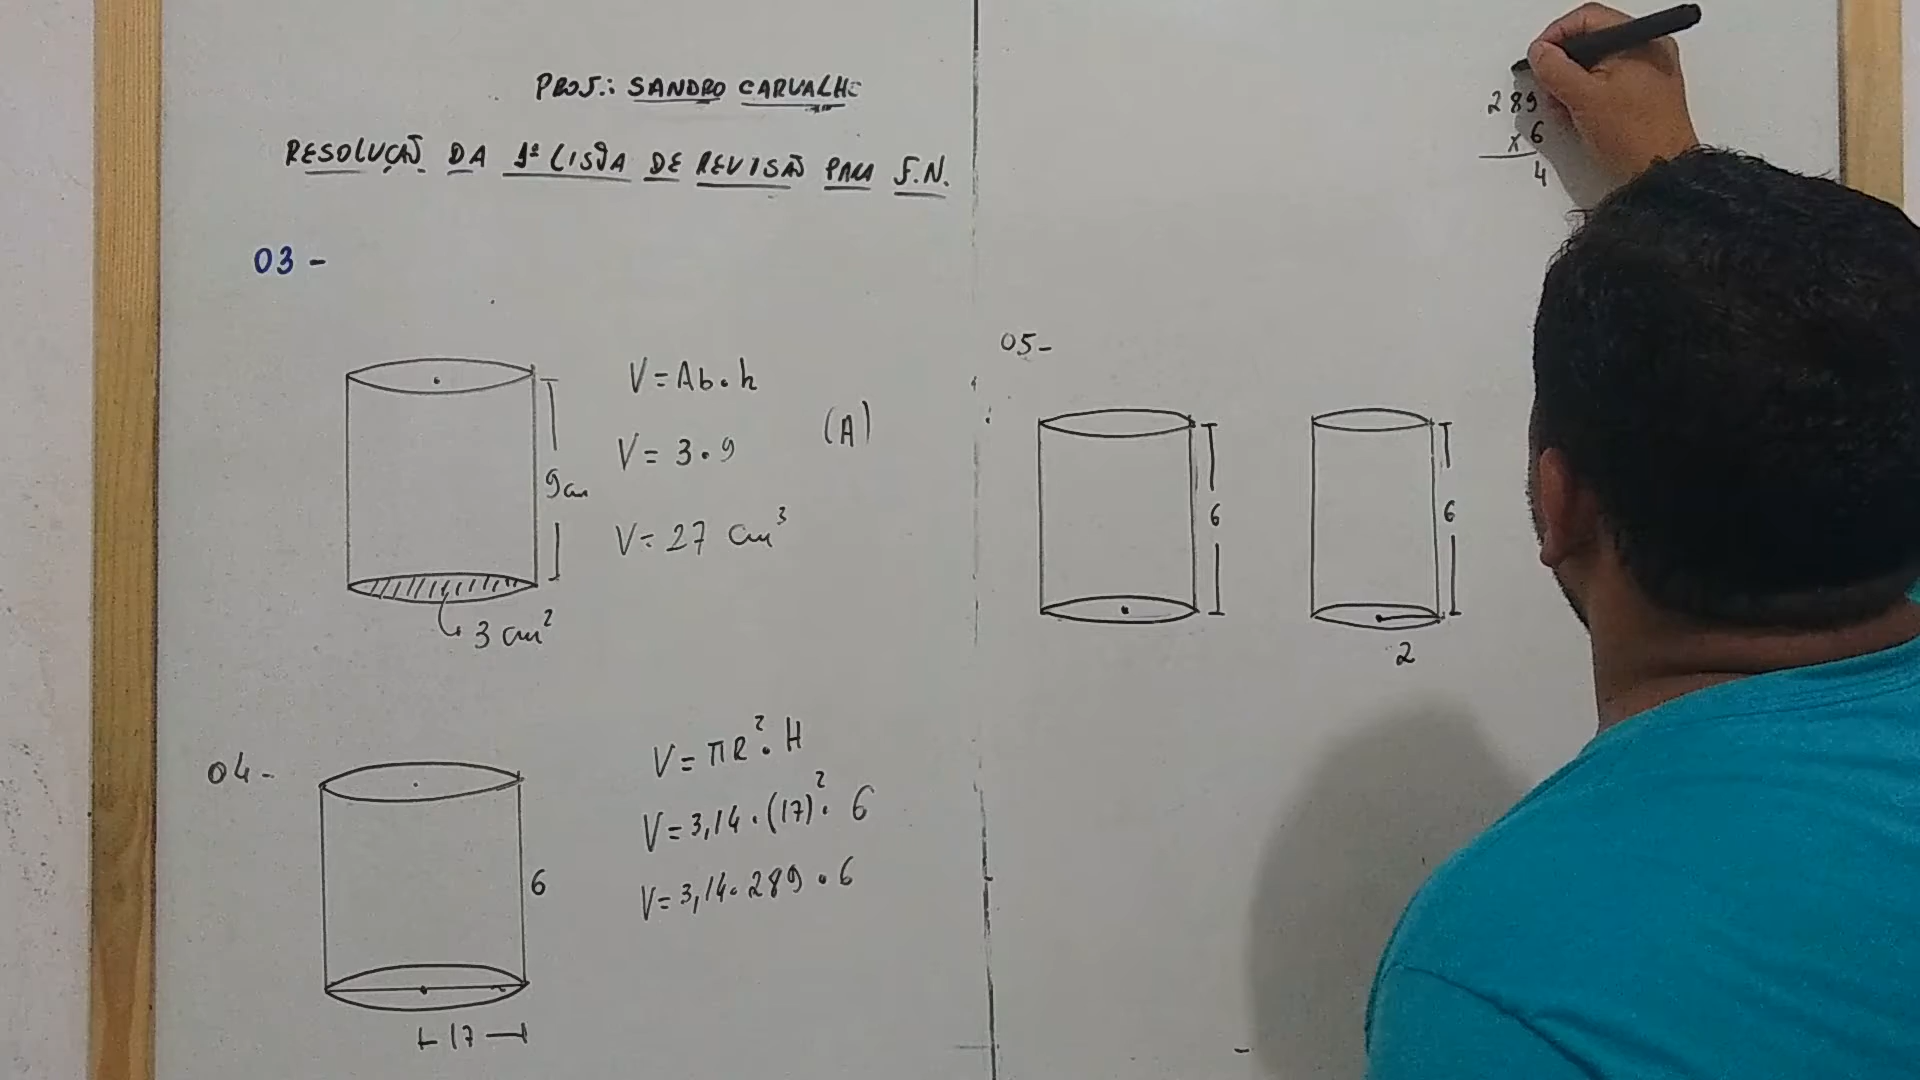 PROF.: SANDRO CARVALHO
RESOLUÇÃO DA 1ª LISTA DE REVISÃO PARA F.N.
03 -
V = Ab . h
V = 3 . 9
(A)
9cm
V = 27 cm³
3 cm²
04 -
V = πR² . H
V = 3,14 . (17)² . 6
V = 3,14 . 289 . 6
6
17
289
x 6
4
05 -
6
6
2